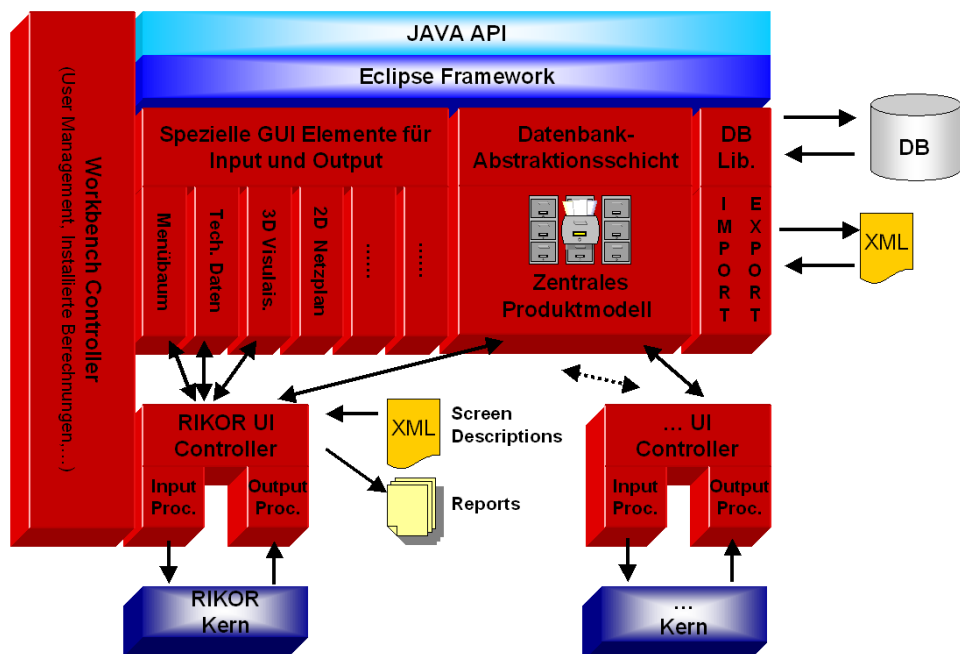 JAVA API
Eclipse Framework
Workbench Controller
(User Management, Installierte Berechnungen,...)
Spezielle GUI Elemente für
Input und Output
Datenbank-
Abstraktionsschicht
DB
Lib.
DB
Menübaum
Tech. Daten
3D Visulais.
2D Netzplan
......
......
Zentrales
Produktmodell
IMPORT
EXPORT
XML
RIKOR UI
Controller
Input
Proc.
Output
Proc.
XML
Screen
Descriptions
Reports
... UI
Controller
Input
Proc.
Output
Proc.
RIKOR
Kern
...
Kern